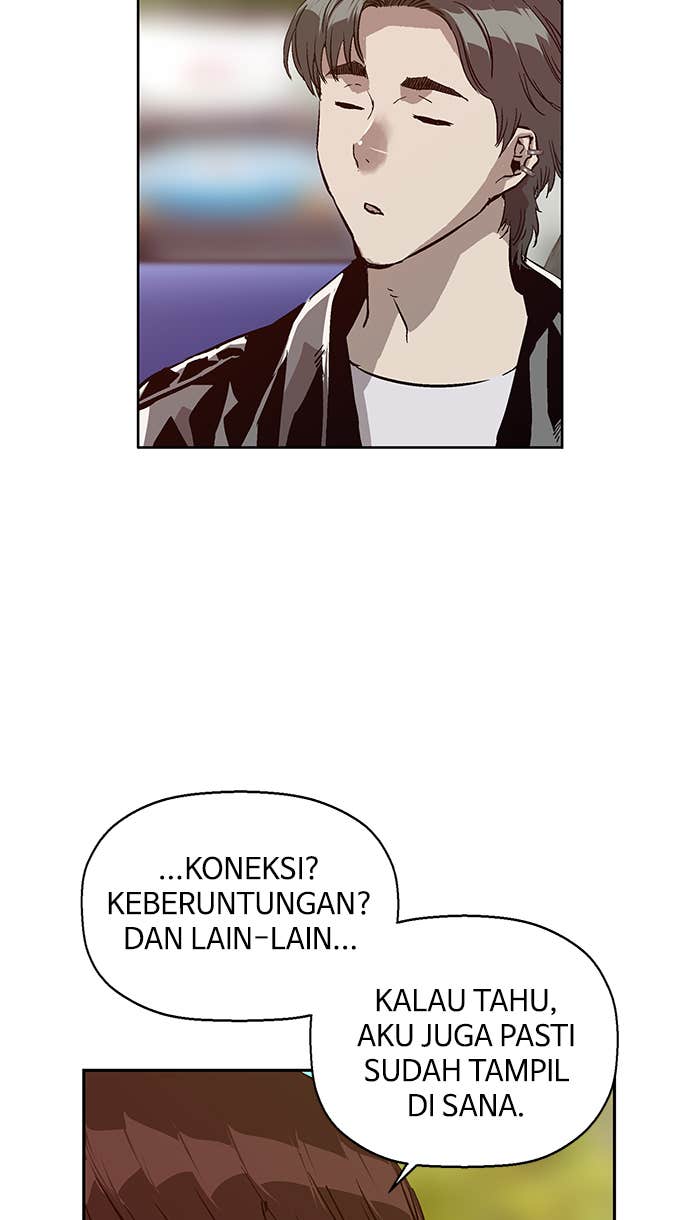 ...KONEKSI?
KEBERUNTUNGAN?
DAN LAIN-LAIN...
KALAU TAHU,
AKU JUGA PASTI
SUDAH TAMPIL
DI SANA.